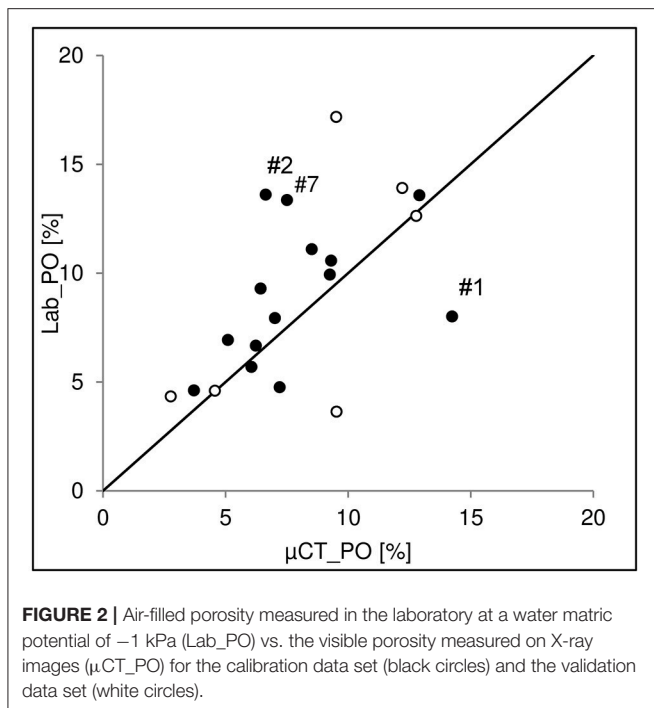 20
15
10
5
0
Lab_PO [%]
#2
#7
#1
0 5 10 15 20
µCT_PO [%]
FIGURE 2 | Air-filled porosity measured in the laboratory at a water matric
potential of −1 kPa (Lab_PO) vs. the visible porosity measured on X-ray
images (µCT_PO) for the calibration data set (black circles) and the validation
data set (white circles).